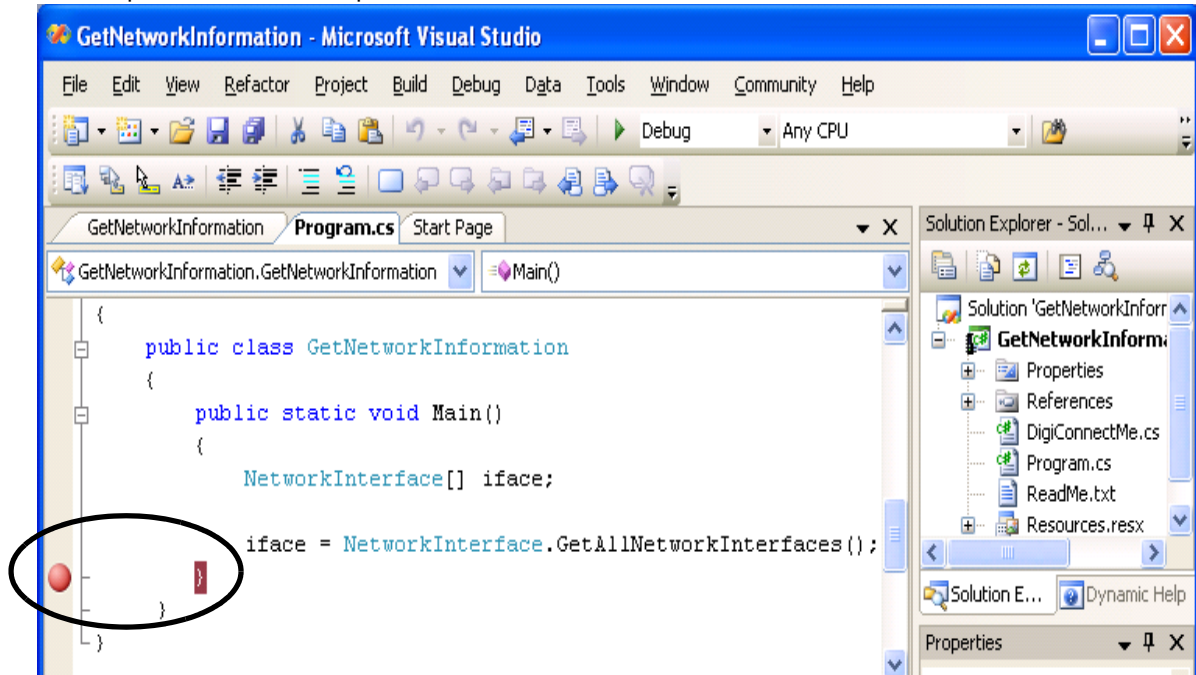 GetNetworkInformation - Microsoft Visual Studio
File Edit View Refactor Project Build Debug Data Tools Window Community Help
Debug Any CPU
GetNetworkInformation Program.cs Start Page
Solution Explorer - Sol...
GetNetworkInformation.GetNetworkInformation Main()
{
public class GetNetworkInformation
{
public static void Main()
{
NetworkInterface[] iface;
iface = NetworkInterface.GetAllNetworkInterfaces();
}
}
}
Solution 'GetNetworkInforr
GetNetworkInforma
Properties
References
DigiConnectMe.cs
Program.cs
ReadMe.txt
Resources.resx
Solution E... Dynamic Help
Properties